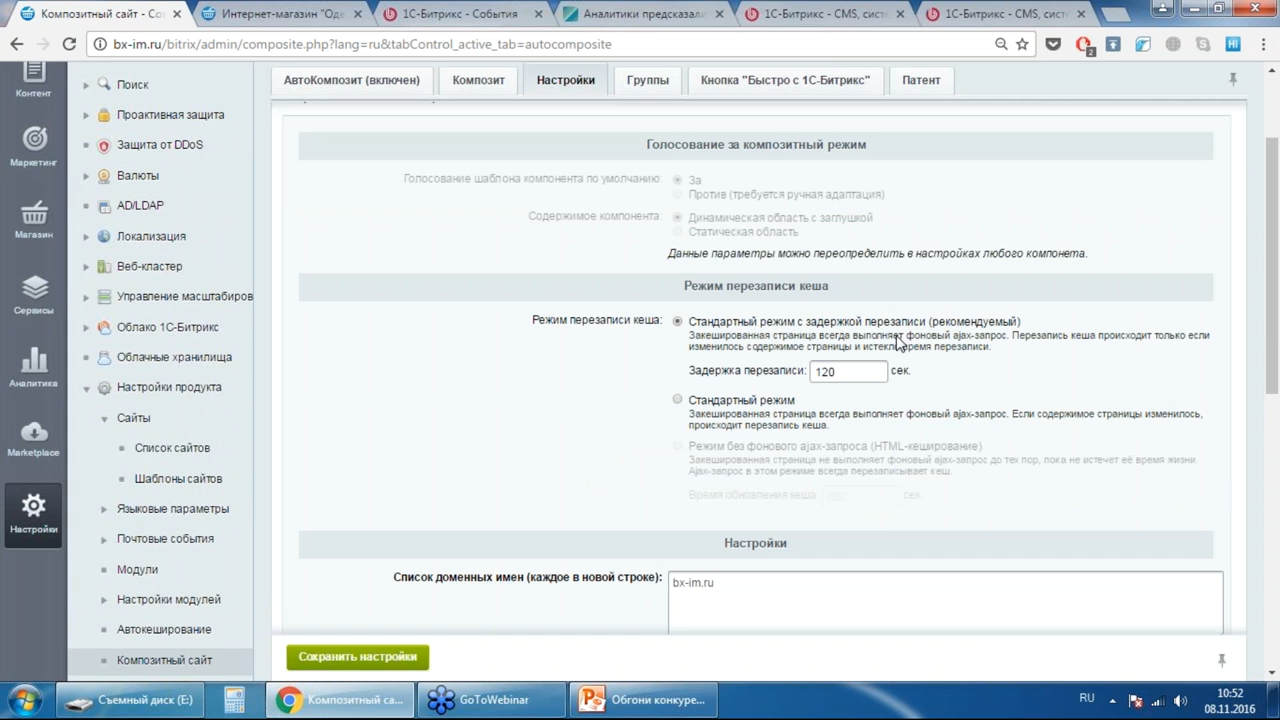 Композитный сайт - Со
Интернет-магазин "Оде
1С-Битрикс - События
Аналитики предсказали
1С-Битрикс - CMS, сист
1С-Битрикс - CMS, сист
bx-im.ru/bitrix/admin/composite.php?lang=ru&tabControl_active_tab=autocomposite
2
Hi
Контент
Маркетинг
Магазин
Сервисы
Аналитика
Marketplace
Настройки
Поиск
Проактивная защита
Защита от DDoS
Валюты
AD/LDAP
Локализация
Веб-кластер
Управление масштабиров
Облако 1С-Битрикс
Облачные хранилища
Настройки продукта
Сайты
Список сайтов
Шаблоны сайтов
Языковые параметры
Почтовые события
Модули
Настройки модулей
Автокеширование
Композитный сайт
АвтоКомпозит (включен)
Композит
Настройки
Группы
Кнопка "Быстро с 1С-Битрикс"
Патент
Голосование за композитный режим
Голосование шаблона компонента по умолчанию:
За
Против (требуется ручная адаптация)
Содержимое компонента:
Динамическая область с заглушкой
Статическая область
Данные параметры можно переопределить в настройках любого компонета.
Режим перезаписи кеша
Режим перезаписи кеша:
Стандартный режим с задержкой перезаписи (рекомендуемый)
Закешированная страница всегда выполняет фоновый ajax-запрос. Перезапись кеша происходит только если
изменилось содержимое страницы и истекло время перезаписи.
Задержка перезаписи: 120 сек.
Стандартный режим
Закешированная страница всегда выполняет фоновый ajax-запрос. Если содержимое страницы изменилось,
происходит перезапись кеша.
Режим без фонового ajax-запроса (HTML-кеширование)
Закешированная страница не выполняет фоновый ajax-запрос до тех пор, пока не истечет её время жизни.
Ajax-запрос в этом режиме всегда перезаписывает кеш.
Время обновления кеша сек.
Настройки
Список доменных имен (каждое в новой строке):
bx-im.ru
Сохранить настройки
Съемный диск (E:)
Композитный са...
GoToWebinar
Обгони конкуре...
RU
10:52
08.11.2016